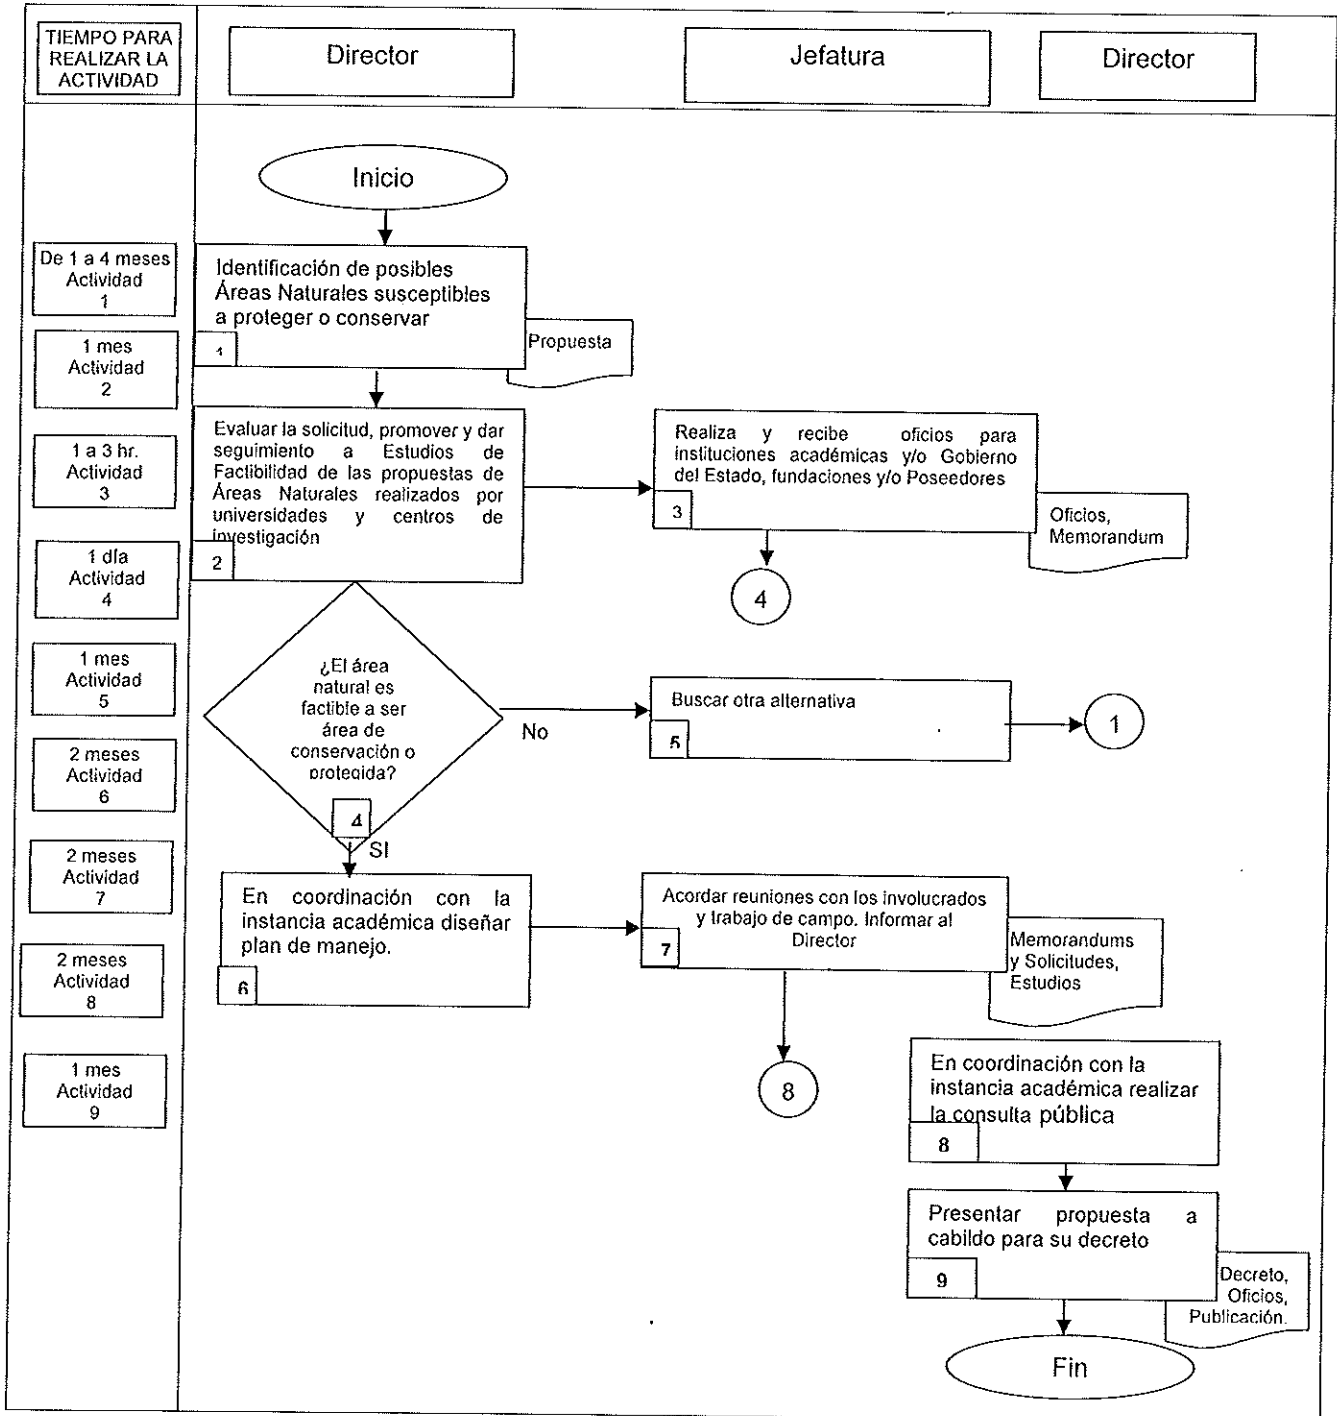 TIEMPO PARA
REALIZAR LA
ACTIVIDAD
Director
Jefatura
Director
Inicio
De 1 a 4 meses
Actividad
1
Identificación de posibles
Áreas Naturales susceptibles
a proteger o conservar
1
Propuesta
1 mes
Actividad
2
Evaluar la solicitud, promover y dar
seguimiento a Estudios de
Factibilidad de las propuestas de
Áreas Naturales realizados por
universidades y centros de
investigación
2
Realiza y recibe oficios para
instituciones académicas y/o Gobierno
del Estado, fundaciones y/o Poseedores
3
Oficios,
Memorandum
4
1 a 3 hr.
Actividad
3
1 día
Actividad
4
¿El área
natural es
factible a ser
área de
conservación o
protegida?
4
No
SI
Buscar otra alternativa
5
1
1 mes
Actividad
5
2 meses
Actividad
6
2 meses
Actividad
7
En coordinación con la
instancia académica diseñar
plan de manejo.
6
Acordar reuniones con los involucrados
y trabajo de campo. Informar al
Director
7
Memorandums
y Solicitudes,
Estudios
8
2 meses
Actividad
8
1 mes
Actividad
9
En coordinación con la
instancia académica realizar
la consulta pública
8
Presentar propuesta a
cabildo para su decreto
9
Decreto,
Oficios,
Publicación.
Fin